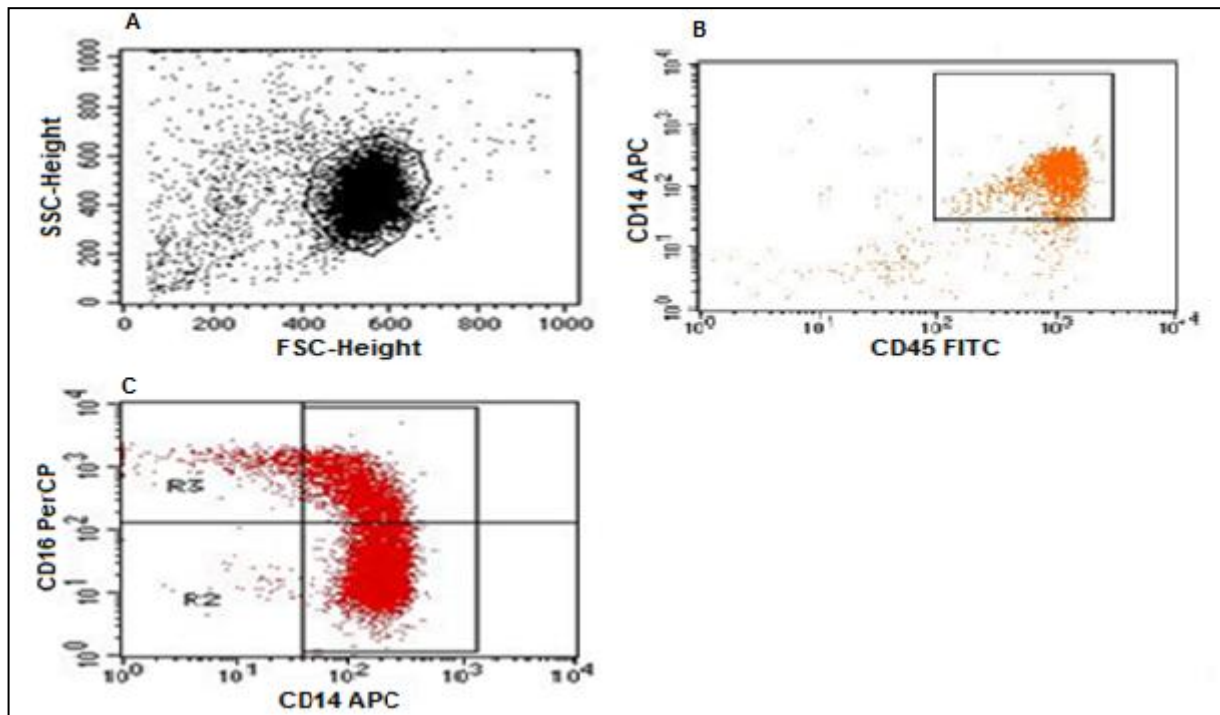 A
1000
800
600
400
200
0
SSC-Height
0 200 400 600 800 1000
FSC-Height
B
10^4
10^3
10^2
10^1
10^0
CD14 APC
10^0 10^1 10^2 10^3 10^4
CD45 FITC
C
10^4
10^3
10^2
10^1
10^0
CD16 PerCP
R3
R2
10^0 10^1 10^2 10^3 10^4
CD14 APC